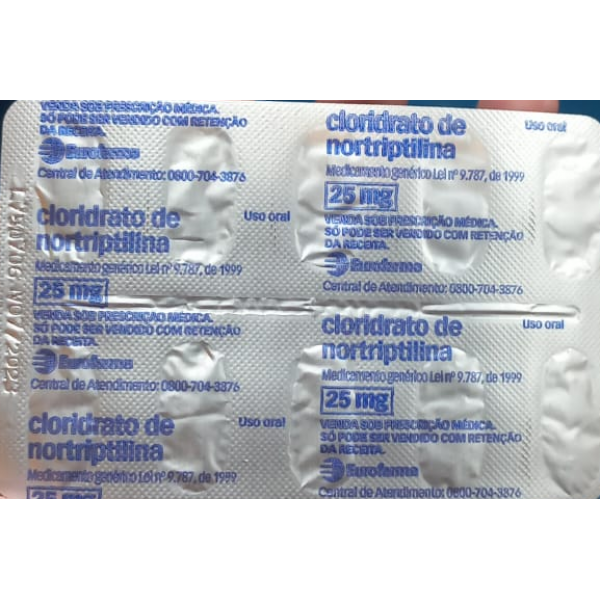 VENDA SOB PRESCRIÇÃO MÉDICA.
SÓ PODE SER VENDIDO COM RETENÇÃO
DA RECEITA.
Eurofarma
Central de Atendimento: 0800-704-3876
cloridrato de
nortriptilina
Uso oral
Medicamento genérico Lei nº 9.787, de 1999
25 mg
VENDA SOB PRESCRIÇÃO MÉDICA.
SÓ PODE SER VENDIDO COM RETENÇÃO
DA RECEITA.
Eurofarma
Central de Atendimento: 0800-704-3876
cloridrato de
nortriptilina
Uso oral
Medicamento genérico Lei nº 9.787, de 1999
25 mg
cloridrato de
nortriptilina
Uso oral
Medicamento genérico Lei nº 9.787, de 1999
25 mg
VENDA SOB PRESCRIÇÃO MÉDICA.
SÓ PODE SER VENDIDO COM RETENÇÃO
DA RECEITA.
Eurofarma
Central de Atendimento: 0800-704-3876
cloridrato de
nortriptilina
Uso oral
Medicamento genérico Lei nº 9.787, de 1999
25 mg
VENDA SOB PRESCRIÇÃO MÉDICA.
SÓ PODE SER VENDIDO COM RETENÇÃO
DA RECEITA.
Eurofarma
Central de Atendimento: 0800-704-3876